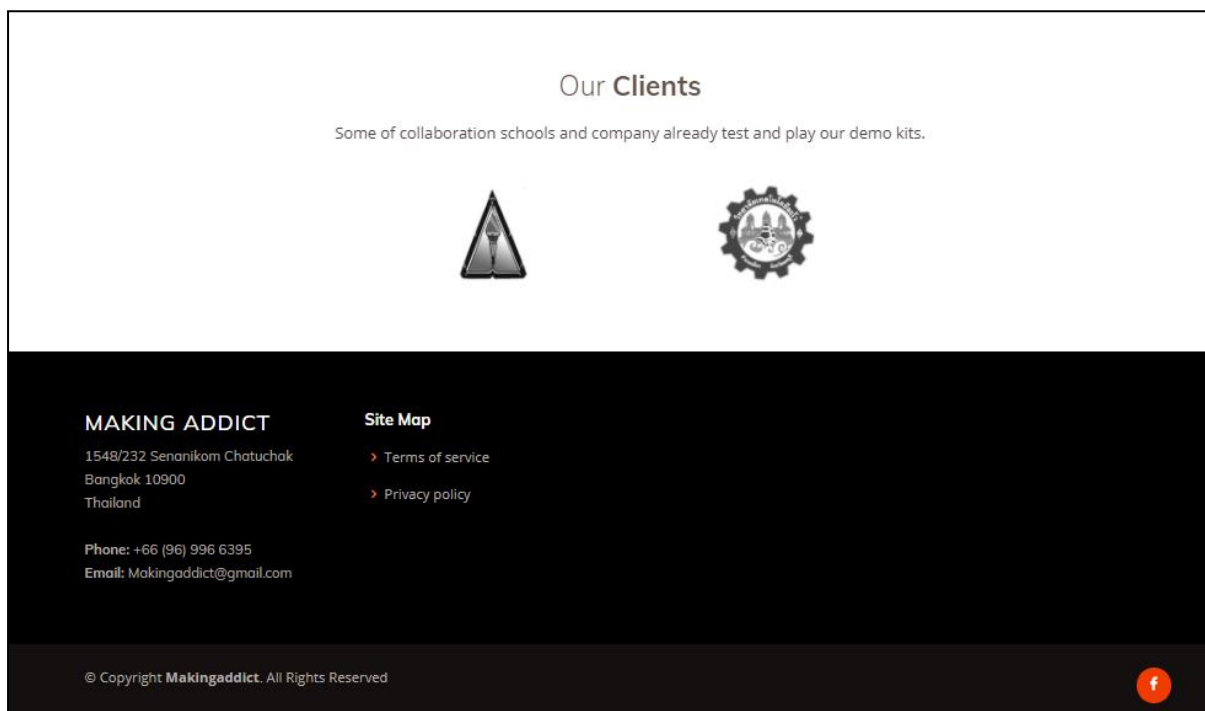 Our Clients
Some of collaboration schools and company already test and play our demo kits.
MAKING ADDICT
1548/232 Senanikom Chatuchak
Bangkok 10900
Thailand
Phone: +66 (96) 996 6395
Email: Makingaddict@gmail.com
Site Map
Terms of service
Privacy policy
© Copyright Makingaddict. All Rights Reserved